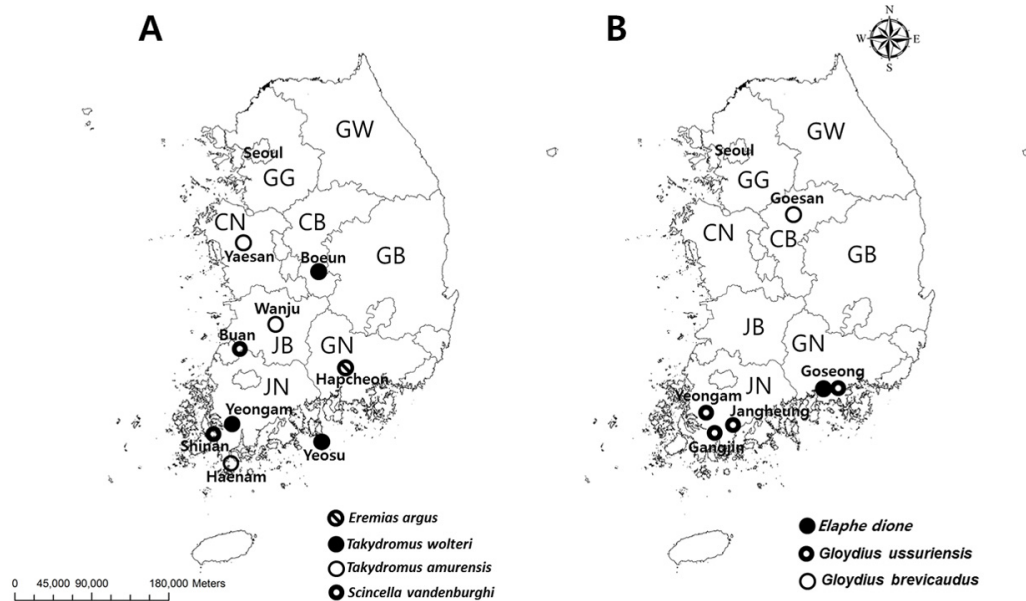 A
GW
Seoul
GG
CN
CB
Yaesan
Boeun
GB
Wanju
Buan
JB
GN
Hapcheon
JN
Yeongam
Shinan
Yeosu
Haenam
Eremias argus
Takydromus wolteri
Takydromus amurensis
Scincella vandenburghi
0 45,000 90,000 180,000 Meters
B
N
W E
S
GW
Seoul
GG
Goesan
CN
CB
GB
JB
GN
Goseong
JN
Yeongam
Jangheung
Gangjin
Elaphe dione
Gloydius ussuriensis
Gloydius brevicaudus